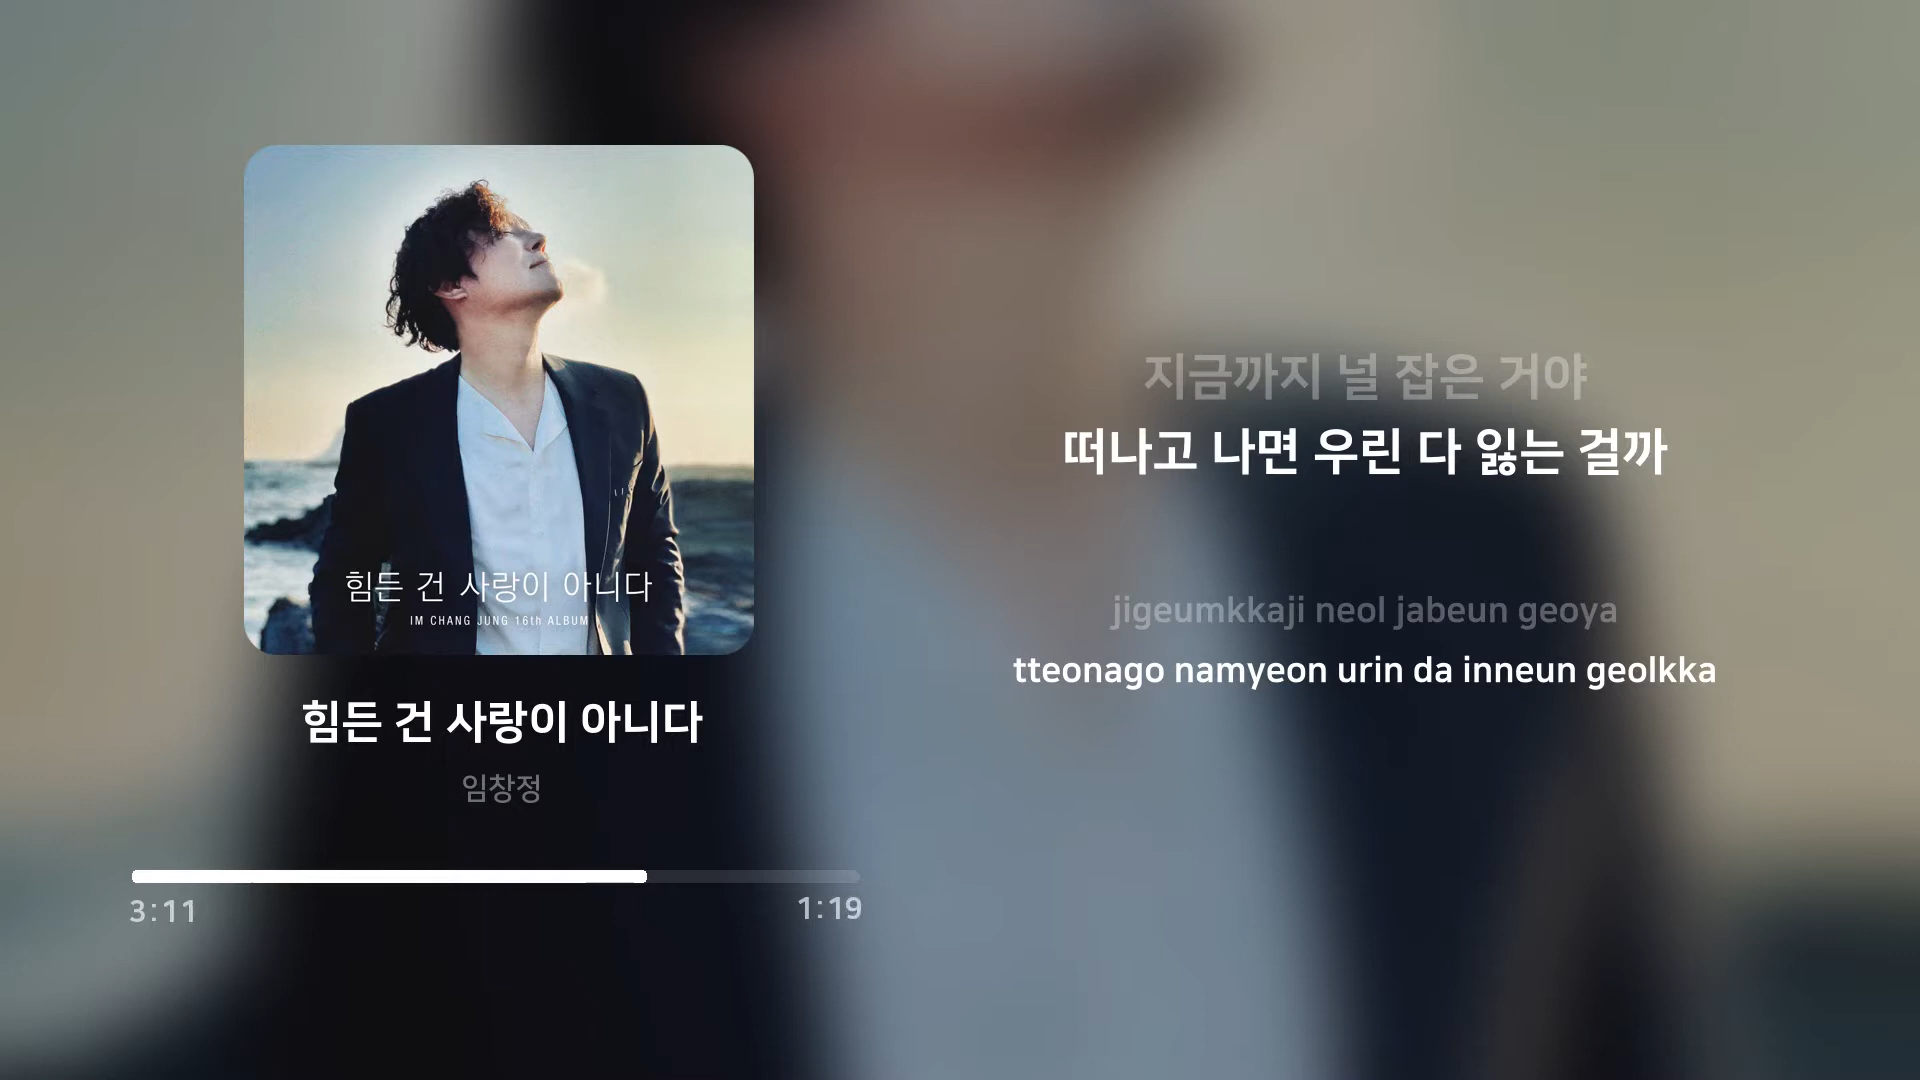 힘든 건 사랑이 아니다
IM CHANG JUNG 16th ALBUM
힘든 건 사랑이 아니다
임창정
3:11
1:19
지금까지 널 잡은 거야
떠나고 나면 우린 다 잃는 걸까
jigeumkkaji neol jabeun geoya
tteonago namyeon urin da inneun geolkka